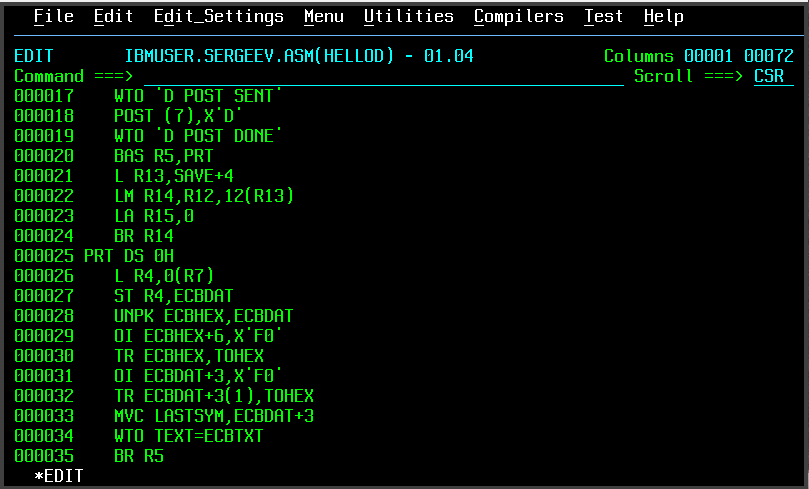 File Edit Edit_Settings Menu Utilities Compilers Test Help
EDIT IBMUSER.SERGEEV.ASM(HELLOD) - 01.04 Columns 00001 00072
Command ===> Scroll ===> CSR
000017 WTO 'D POST SENT'
000018 POST (7),X'D'
000019 WTO 'D POST DONE'
000020 BAS R5,PRT
000021 L R13,SAVE+4
000022 LM R14,R12,12(R13)
000023 LA R15,0
000024 BR R14
000025 PRT DS 0H
000026 L R4,0(R7)
000027 ST R4,ECBDAT
000028 UNPK ECBHEX,ECBDAT
000029 OI ECBHEX+6,X'F0'
000030 TR ECBHEX,TOHEX
000031 OI ECBDAT+3,X'F0'
000032 TR ECBDAT+3(1),TOHEX
000033 MVC LASTSYM,ECBDAT+3
000034 WTO TEXT=ECBTXT
000035 BR R5
*EDIT